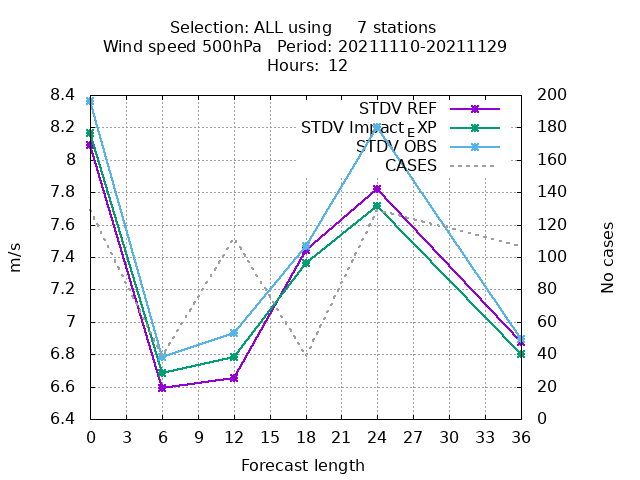 Selection: ALL using 7 stations
Wind speed 500hPa Period: 20211110-20211129
Hours: 12
STDV REF
STDV Impact_EXP
STDV OBS
CASES
8.4
8.2
8
7.8
7.6
7.4
7.2
7
6.8
6.6
6.4
200
180
160
140
120
100
80
60
40
20
0
m/s
No cases
0 3 6 9 12 15 18 21 24 27 30 33 36
Forecast length